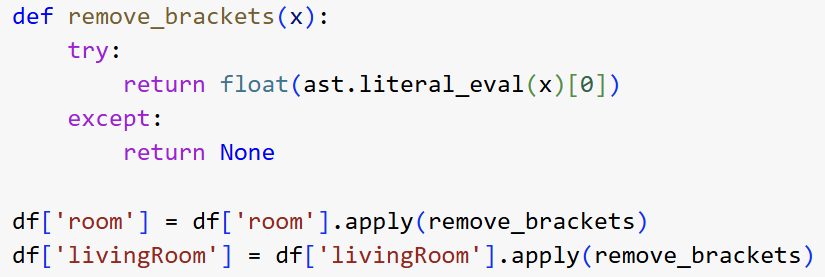 def remove_brackets(x):
    try:
        return float(ast.literal_eval(x)[0])
    except:
        return None

df['room'] = df['room'].apply(remove_brackets)
df['livingRoom'] = df['livingRoom'].apply(remove_brackets)